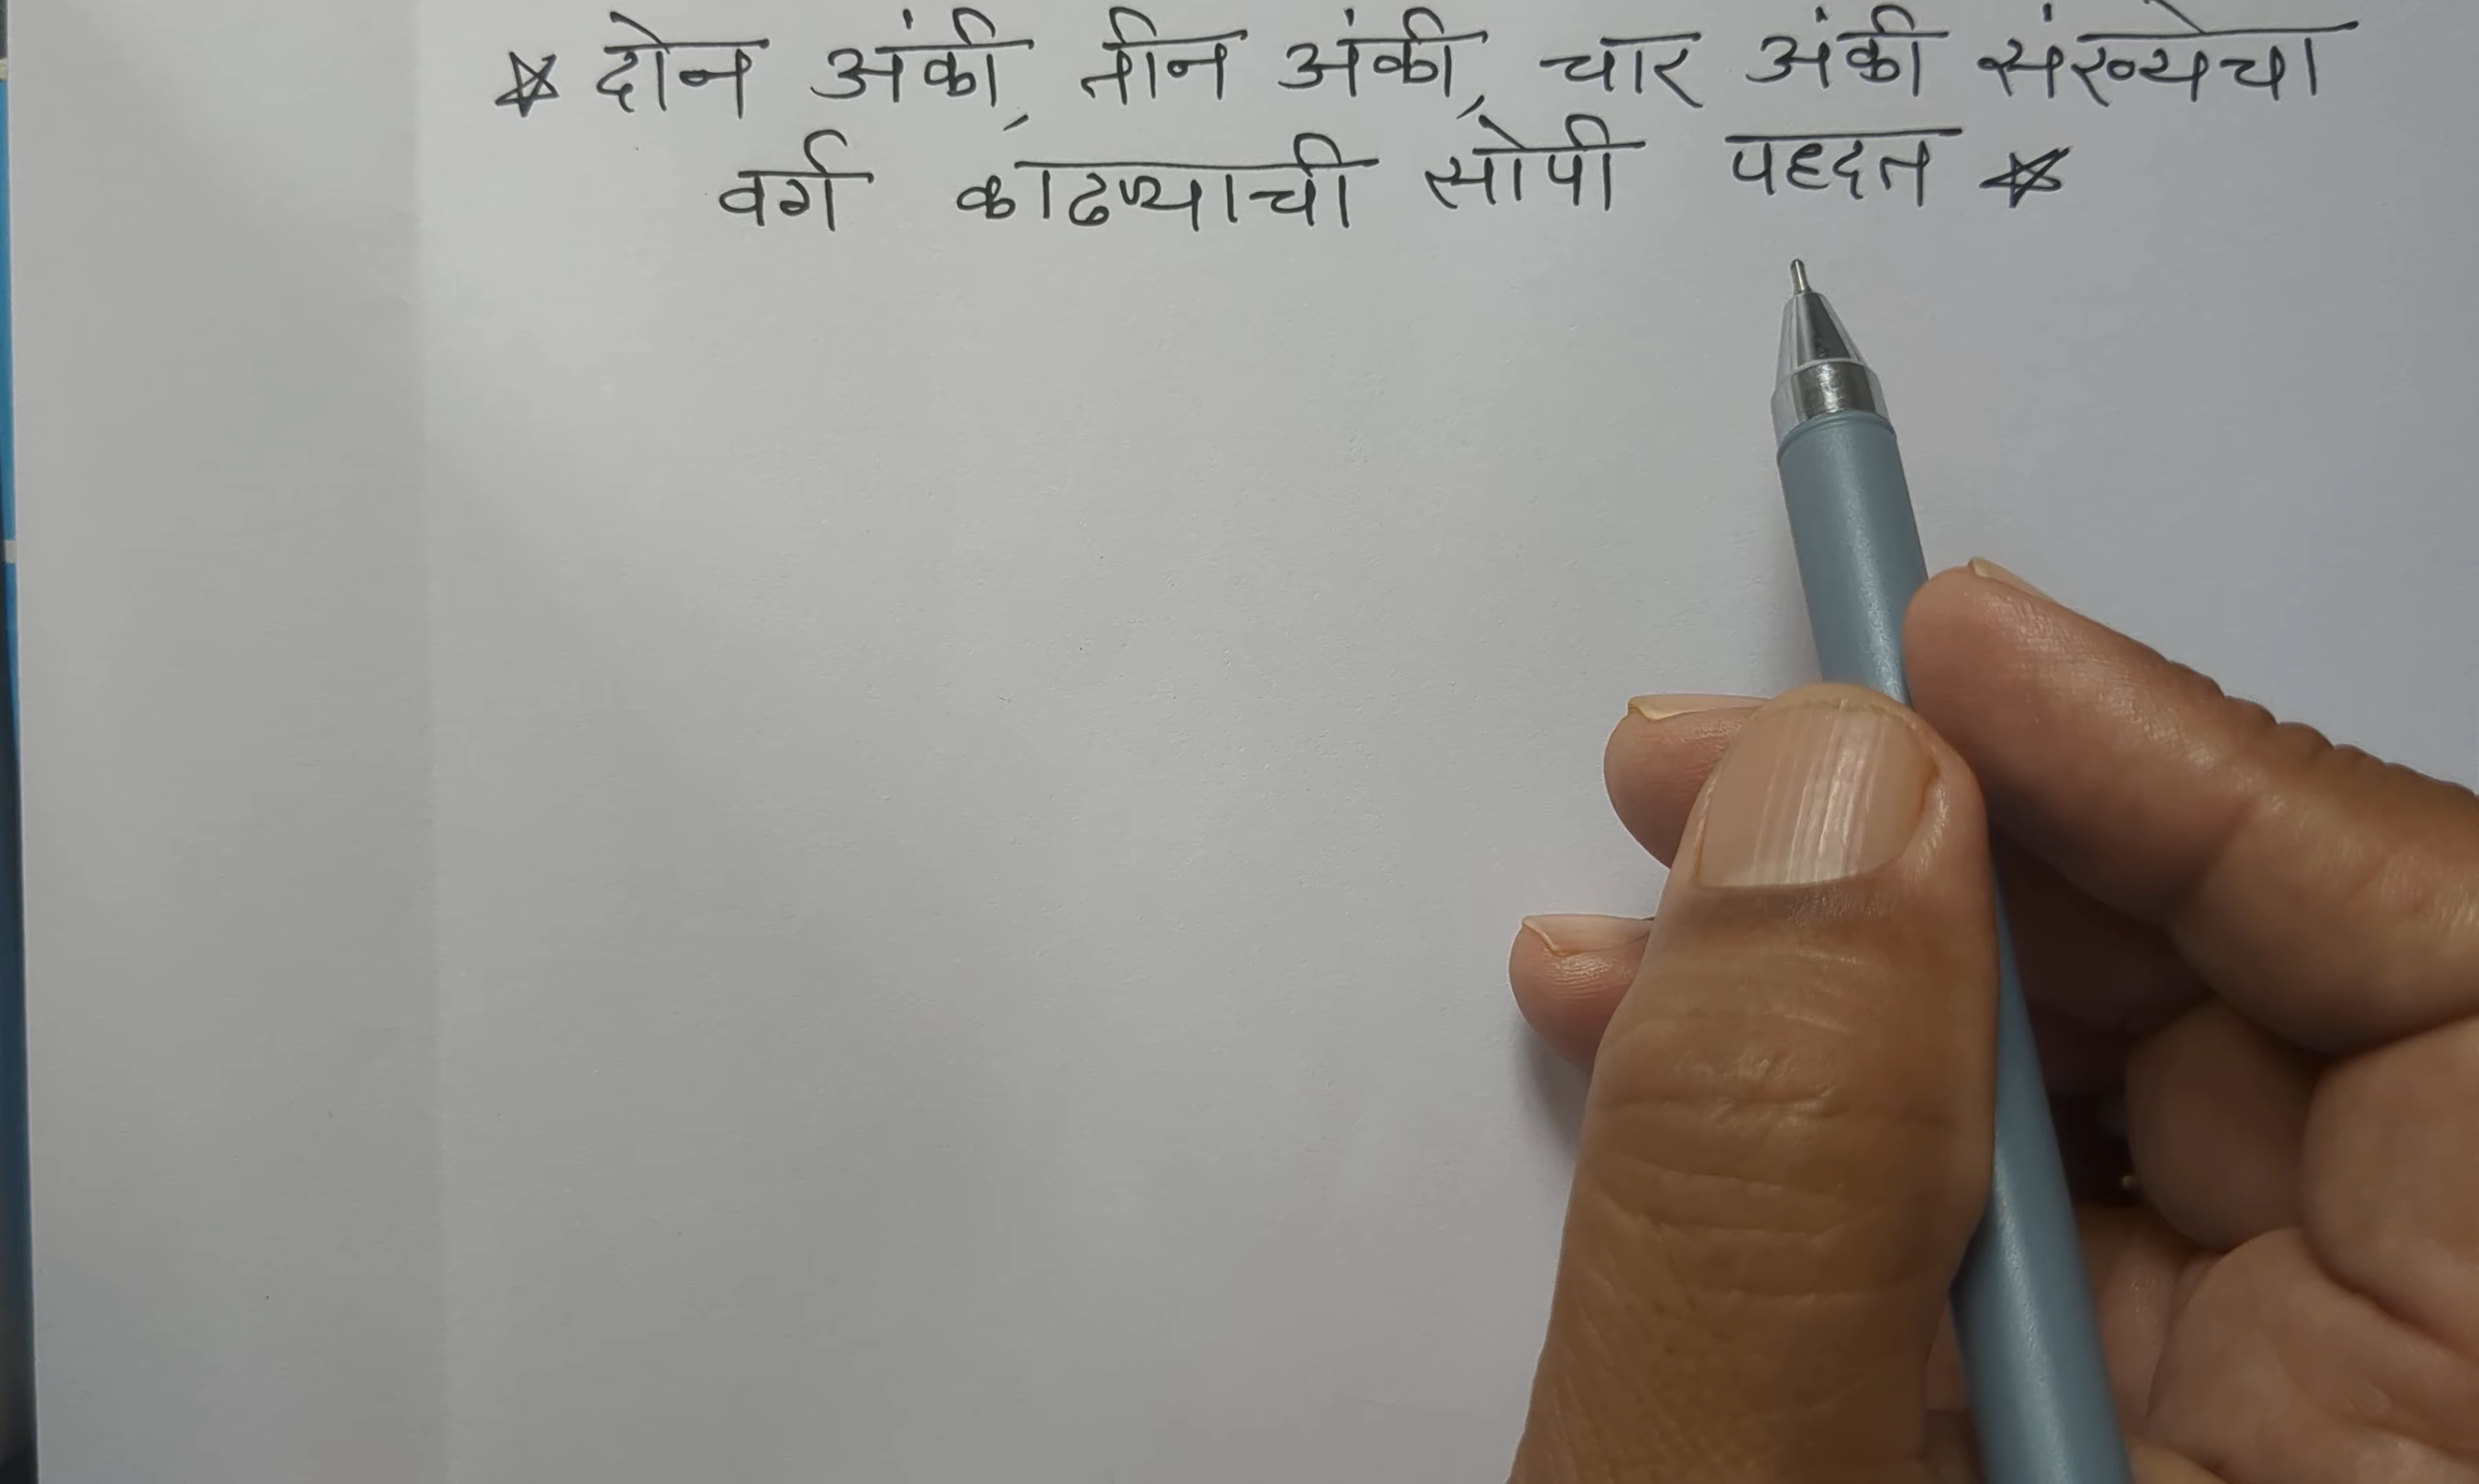 ☆ दोन अंकी, तीन अंकी, चार अंकी संख्येचा
वर्ग काढण्याची सोपी पद्धत ☆